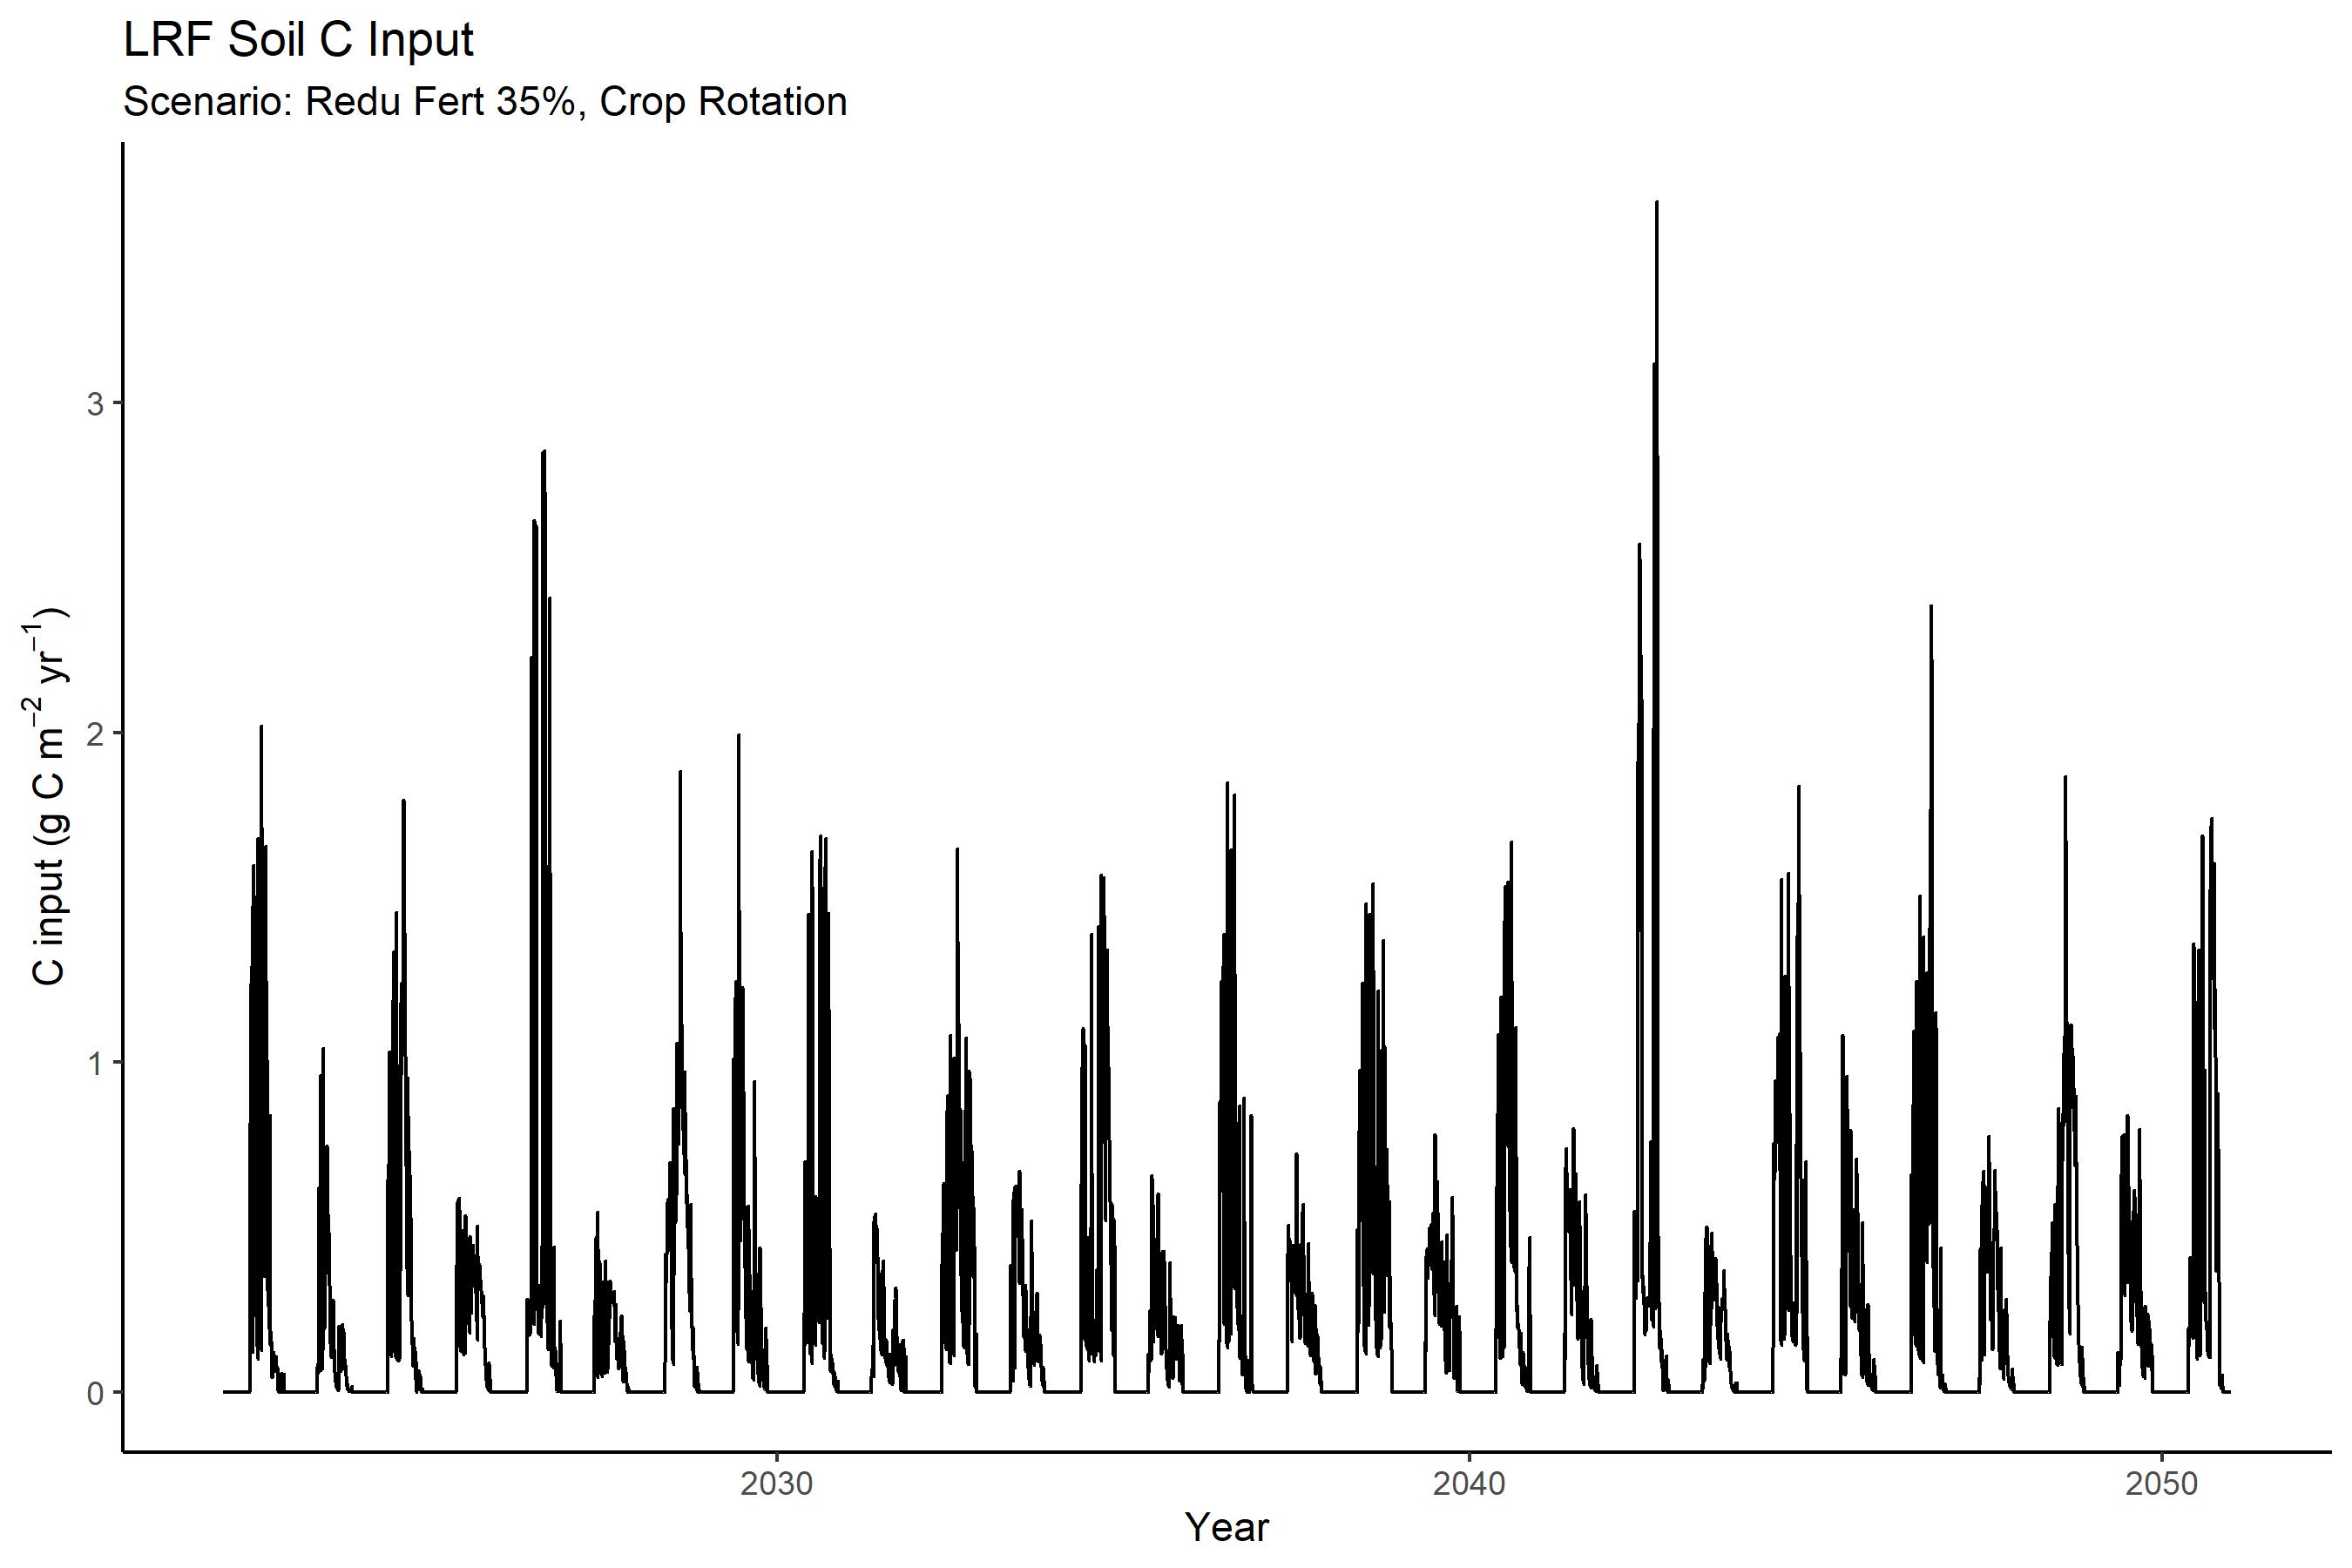 LRF Soil C Input
Scenario: Redu Fert 35%, Crop Rotation
C input (g C m⁻² yr⁻¹)
3
2
1
0
2030
2040
2050
Year